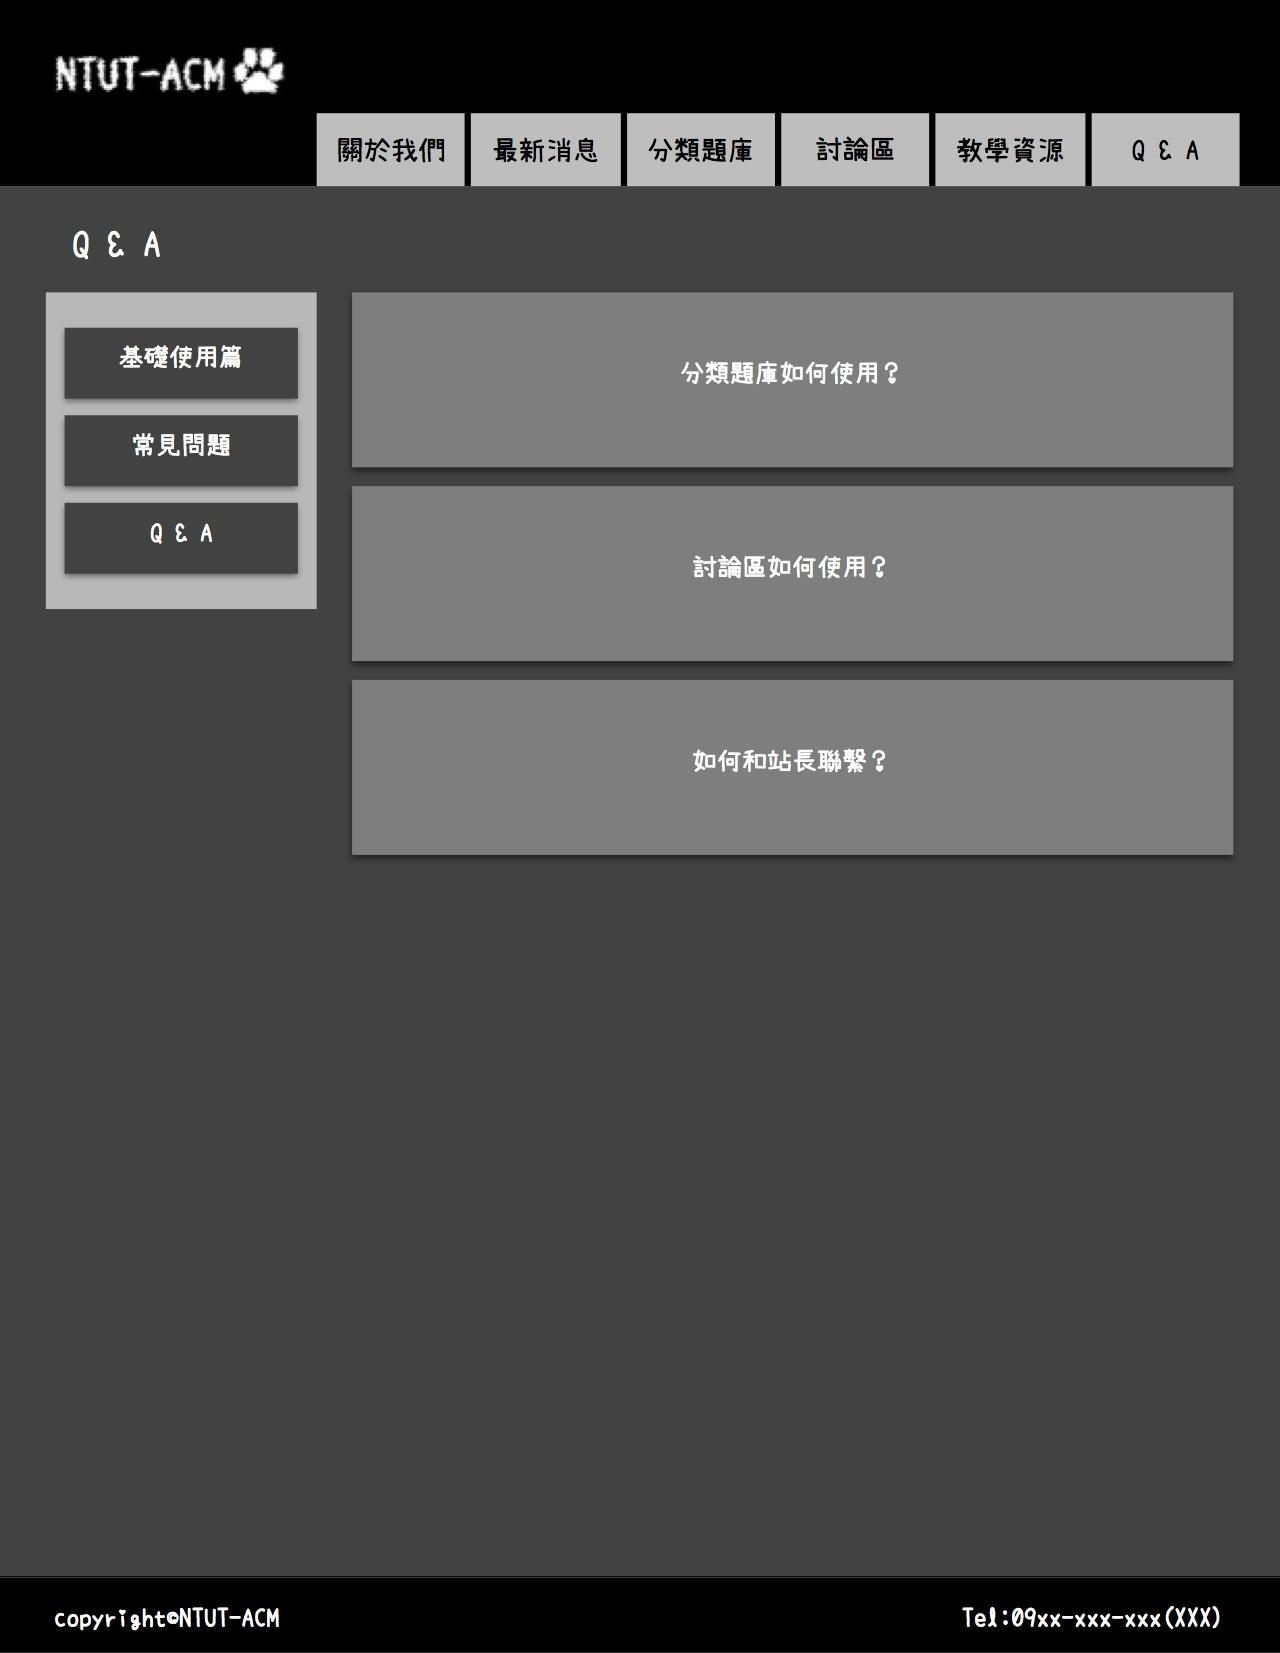 NTUT-ACM
關於我們 最新消息 分類題庫 討論區 教學資源 Q & A
Q & A
基礎使用篇
常見問題
Q & A
分類題庫如何使用？
討論區如何使用？
如何和站長聯繫？
copyright©NTUT-ACM
Tel:09xx-xxx-xxx(XXX)